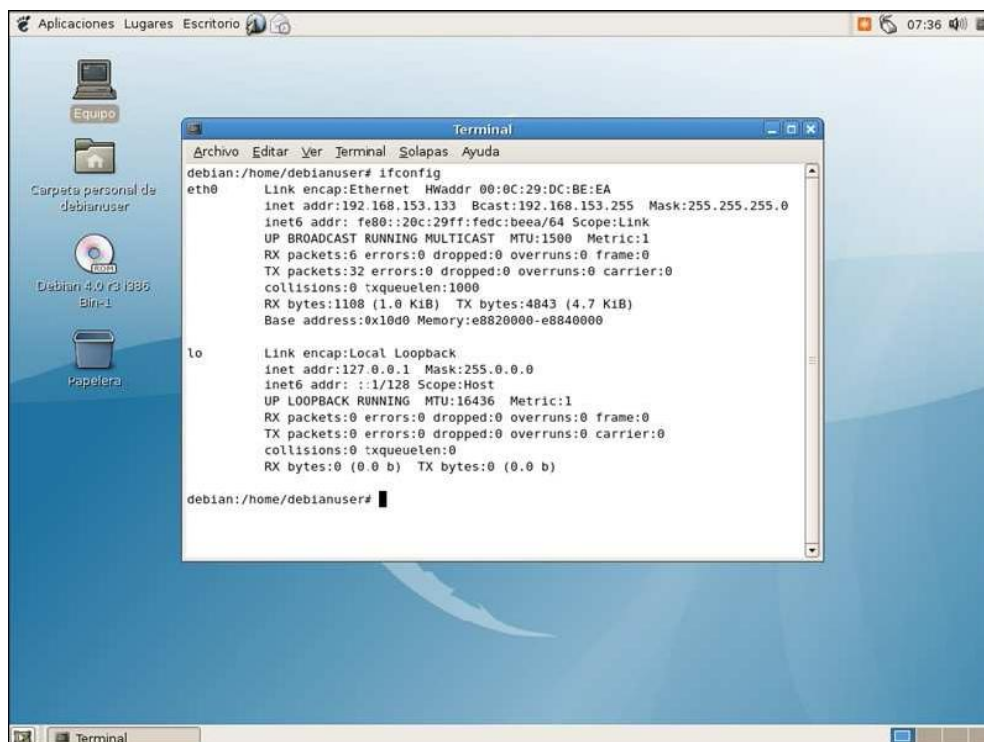 Aplicaciones Lugares Escritorio
07:36
Equipo
Carpeta personal de
debianuser
Debian 4.0 r3 i386
Bin-1
Papelera
Terminal
Archivo Editar Ver Terminal Solapas Ayuda
debian:/home/debianuser# ifconfig
eth0 Link encap:Ethernet HWaddr 00:0C:29:DC:BE:EA
inet addr:192.168.153.133 Bcast:192.168.153.255 Mask:255.255.255.0
inet6 addr: fe80::20c:29ff:fedc:beea/64 Scope:Link
UP BROADCAST RUNNING MULTICAST MTU:1500 Metric:1
RX packets:6 errors:0 dropped:0 overruns:0 frame:0
TX packets:32 errors:0 dropped:0 overruns:0 carrier:0
collisions:0 txqueuelen:1000
RX bytes:1108 (1.0 KiB) TX bytes:4843 (4.7 KiB)
Base address:0x10d0 Memory:e8820000-e8840000
lo Link encap:Local Loopback
inet addr:127.0.0.1 Mask:255.0.0.0
inet6 addr: ::1/128 Scope:Host
UP LOOPBACK RUNNING MTU:16436 Metric:1
RX packets:0 errors:0 dropped:0 overruns:0 frame:0
TX packets:0 errors:0 dropped:0 overruns:0 carrier:0
collisions:0 txqueuelen:0
RX bytes:0 (0.0 b) TX bytes:0 (0.0 b)
debian:/home/debianuser#
Terminal